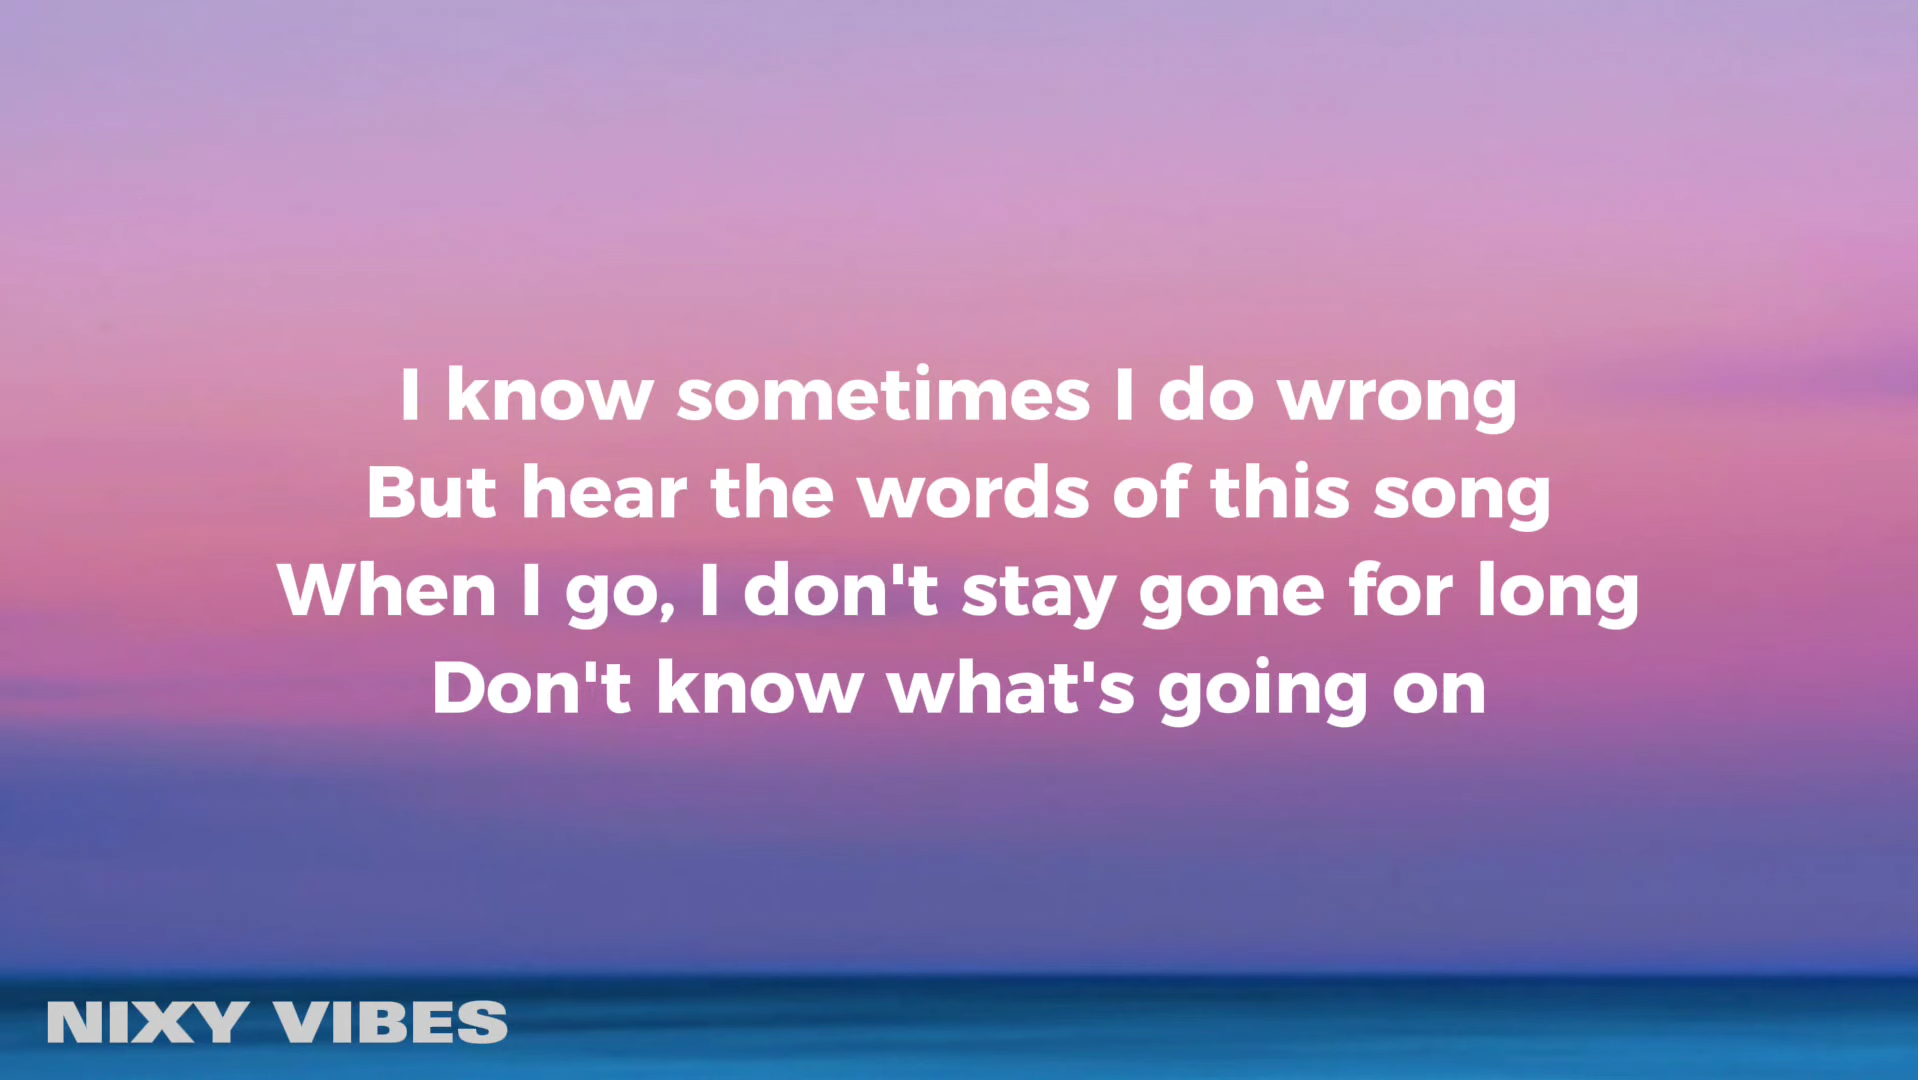 I know sometimes I do wrong
But hear the words of this song
When I go, I don't stay gone for long
Don't know what's going on
NIXY VIBES